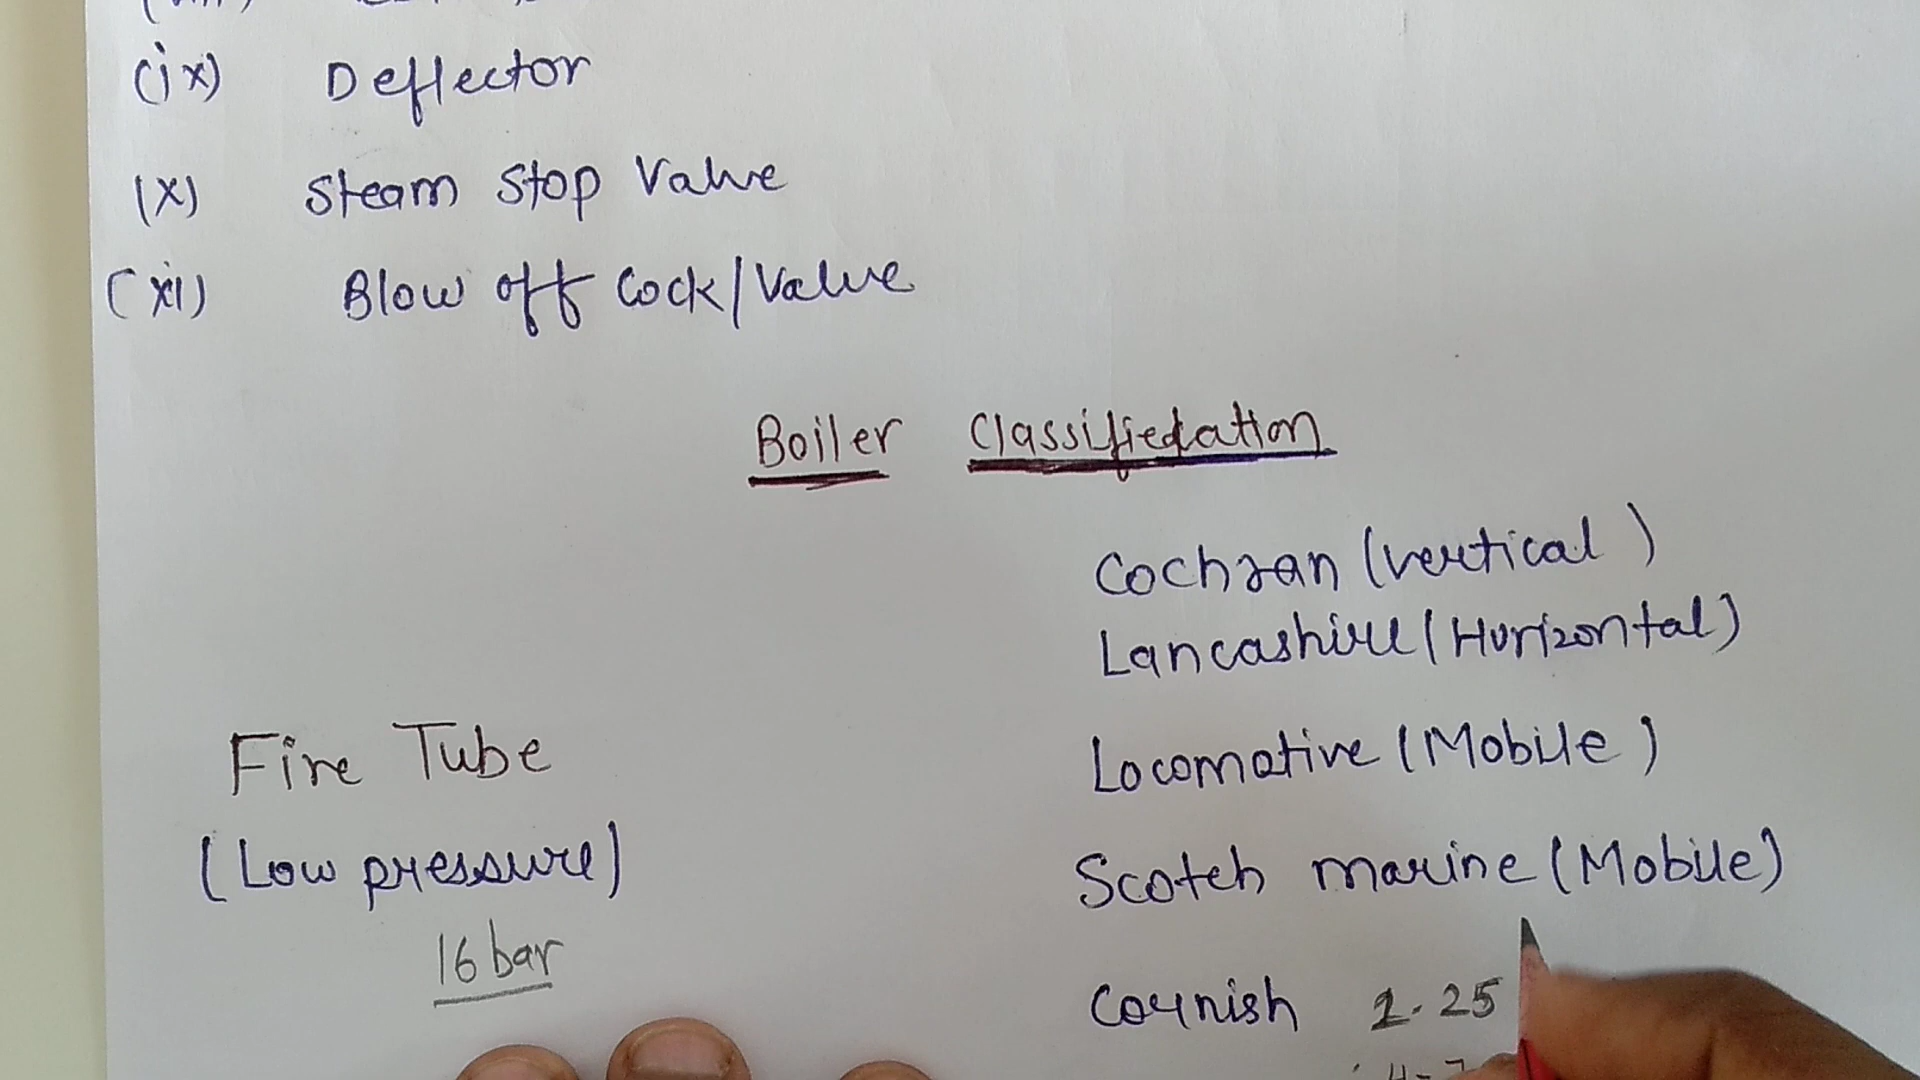 (ix) Deflector
(x) Steam Stop Valve
(xi) Blow off Cock/Valve
Boiler Classification
Cochran (vertical)
Lancashire (Horizontal)
Fire Tube
Locomotive (Mobile)
(Low pressure)
Scotch marine (Mobile)
16 bar
Cornish 1.25